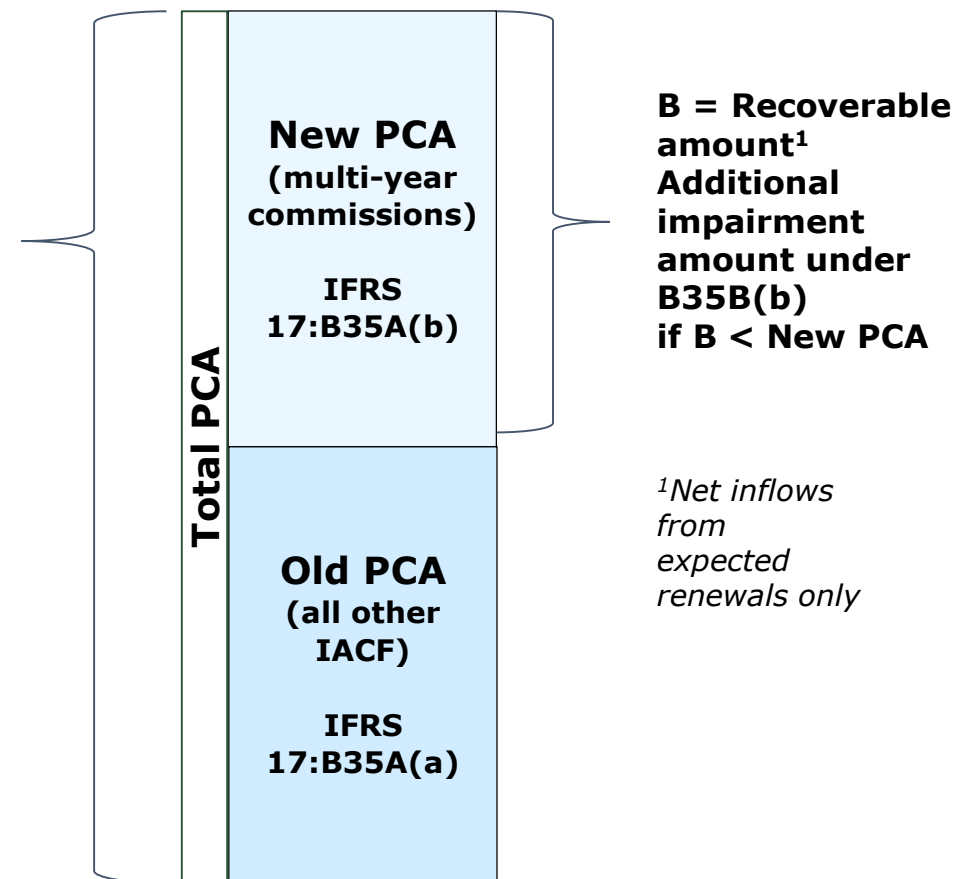 Total PCA
New PCA
(multi-year
commissions)
IFRS
17:B35A(b)
Old PCA
(all other
IACF)
IFRS
17:B35A(a)
B = Recoverable
amount¹
Additional
impairment
amount under
B35B(b)
if B < New PCA
¹Net inflows
from
expected
renewals only